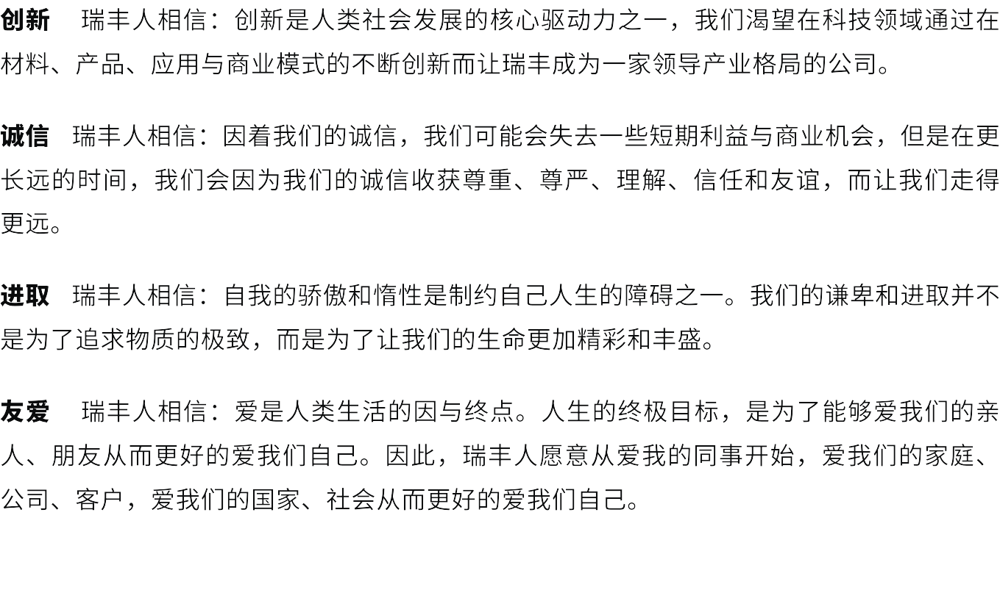 创新 瑞丰人相信：创新是人类社会发展的核心驱动力之一，我们渴望在科技领域通过在
材料、产品、应用与商业模式的不断创新而让瑞丰成为一家领导产业格局的公司。
诚信 瑞丰人相信：因着我们的诚信，我们可能会失去一些短期利益与商业机会，但是在更
长远的时间，我们会因为我们的诚信收获尊重、尊严、理解、信任和友谊，而让我们走得
更远。
进取 瑞丰人相信：自我的骄傲和惰性是制约自己人生的障碍之一。我们的谦卑和进取并不
是为了追求物质的极致，而是为了让我们的生命更加精彩和丰盛。
友爱 瑞丰人相信：爱是人类生活的因与终点。人生的终极目标，是为了能够爱我们的亲
人、朋友从而更好的爱我们自己。因此，瑞丰人愿意从爱我的同事开始，爱我们的家庭、
公司、客户，爱我们的国家、社会从而更好的爱我们自己。